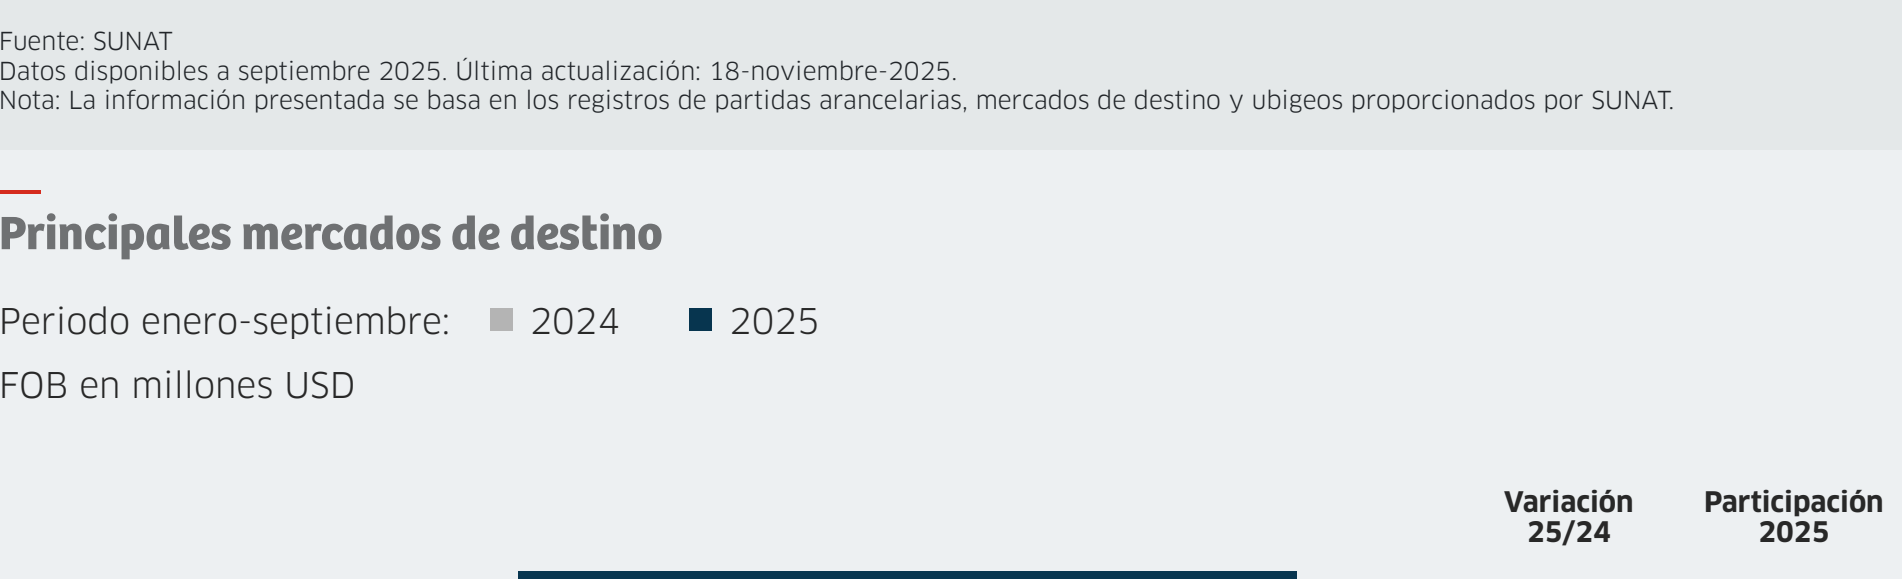 Fuente: SUNAT
Datos disponibles a septiembre 2025. Última actualización: 18-noviembre-2025.
Nota: La información presentada se basa en los registros de partidas arancelarias, mercados de destino y ubigeos proporcionados por SUNAT.
Principales mercados de destino
Periodo enero-septiembre: 2024 2025
FOB en millones USD
Variación Participación
25/24 2025